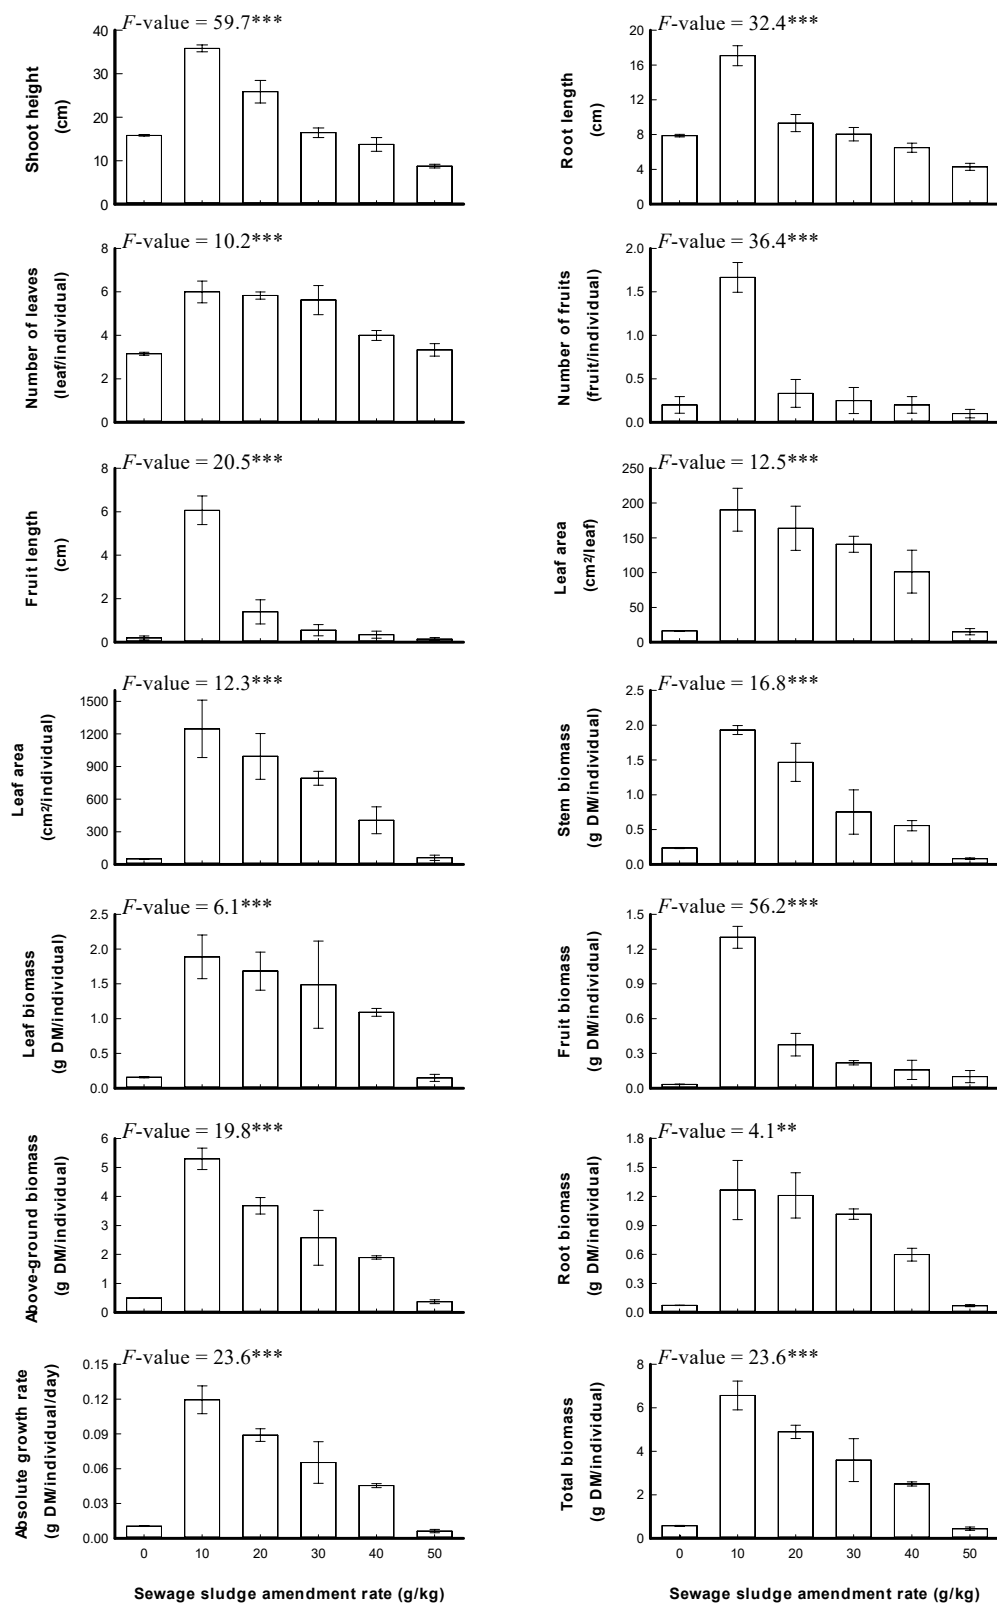 F-value = 59.7***
Shoot height
(cm)
40
30
20
10
0
F-value = 32.4***
Root length
(cm)
20
16
12
8
4
0
F-value = 10.2***
Number of leaves
(leaf/individual)
8
6
4
2
0
F-value = 36.4***
Number of fruits
(fruit/individual)
2.0
1.5
1.0
0.5
0.0
F-value = 20.5***
Fruit length
(cm)
8
6
4
2
0
F-value = 12.5***
Leaf area
(cm²/leaf)
250
200
150
100
50
0
F-value = 12.3***
Leaf area
(cm²/individual)
1500
1200
900
600
300
0
F-value = 16.8***
Stem biomass
(g DM/individual)
2.5
2.0
1.5
1.0
0.5
0.0
F-value = 6.1***
Leaf biomass
(g DM/individual)
2.5
2.0
1.5
1.0
0.5
0.0
F-value = 56.2***
Fruit biomass
(g DM/individual)
1.5
1.2
0.9
0.6
0.3
0.0
F-value = 19.8***
Above-ground biomass
(g DM/individual)
6
5
4
3
2
1
0
F-value = 4.1**
Root biomass
(g DM/individual)
1.8
1.5
1.2
0.9
0.6
0.3
0.0
F-value = 23.6***
Absolute growth rate
(g DM/individual/day)
0.15
0.12
0.09
0.06
0.03
0.00
0 10 20 30 40 50
Sewage sludge amendment rate (g/kg)
F-value = 23.6***
Total biomass
(g DM/individual)
8
6
4
2
0
0 10 20 30 40 50
Sewage sludge amendment rate (g/kg)